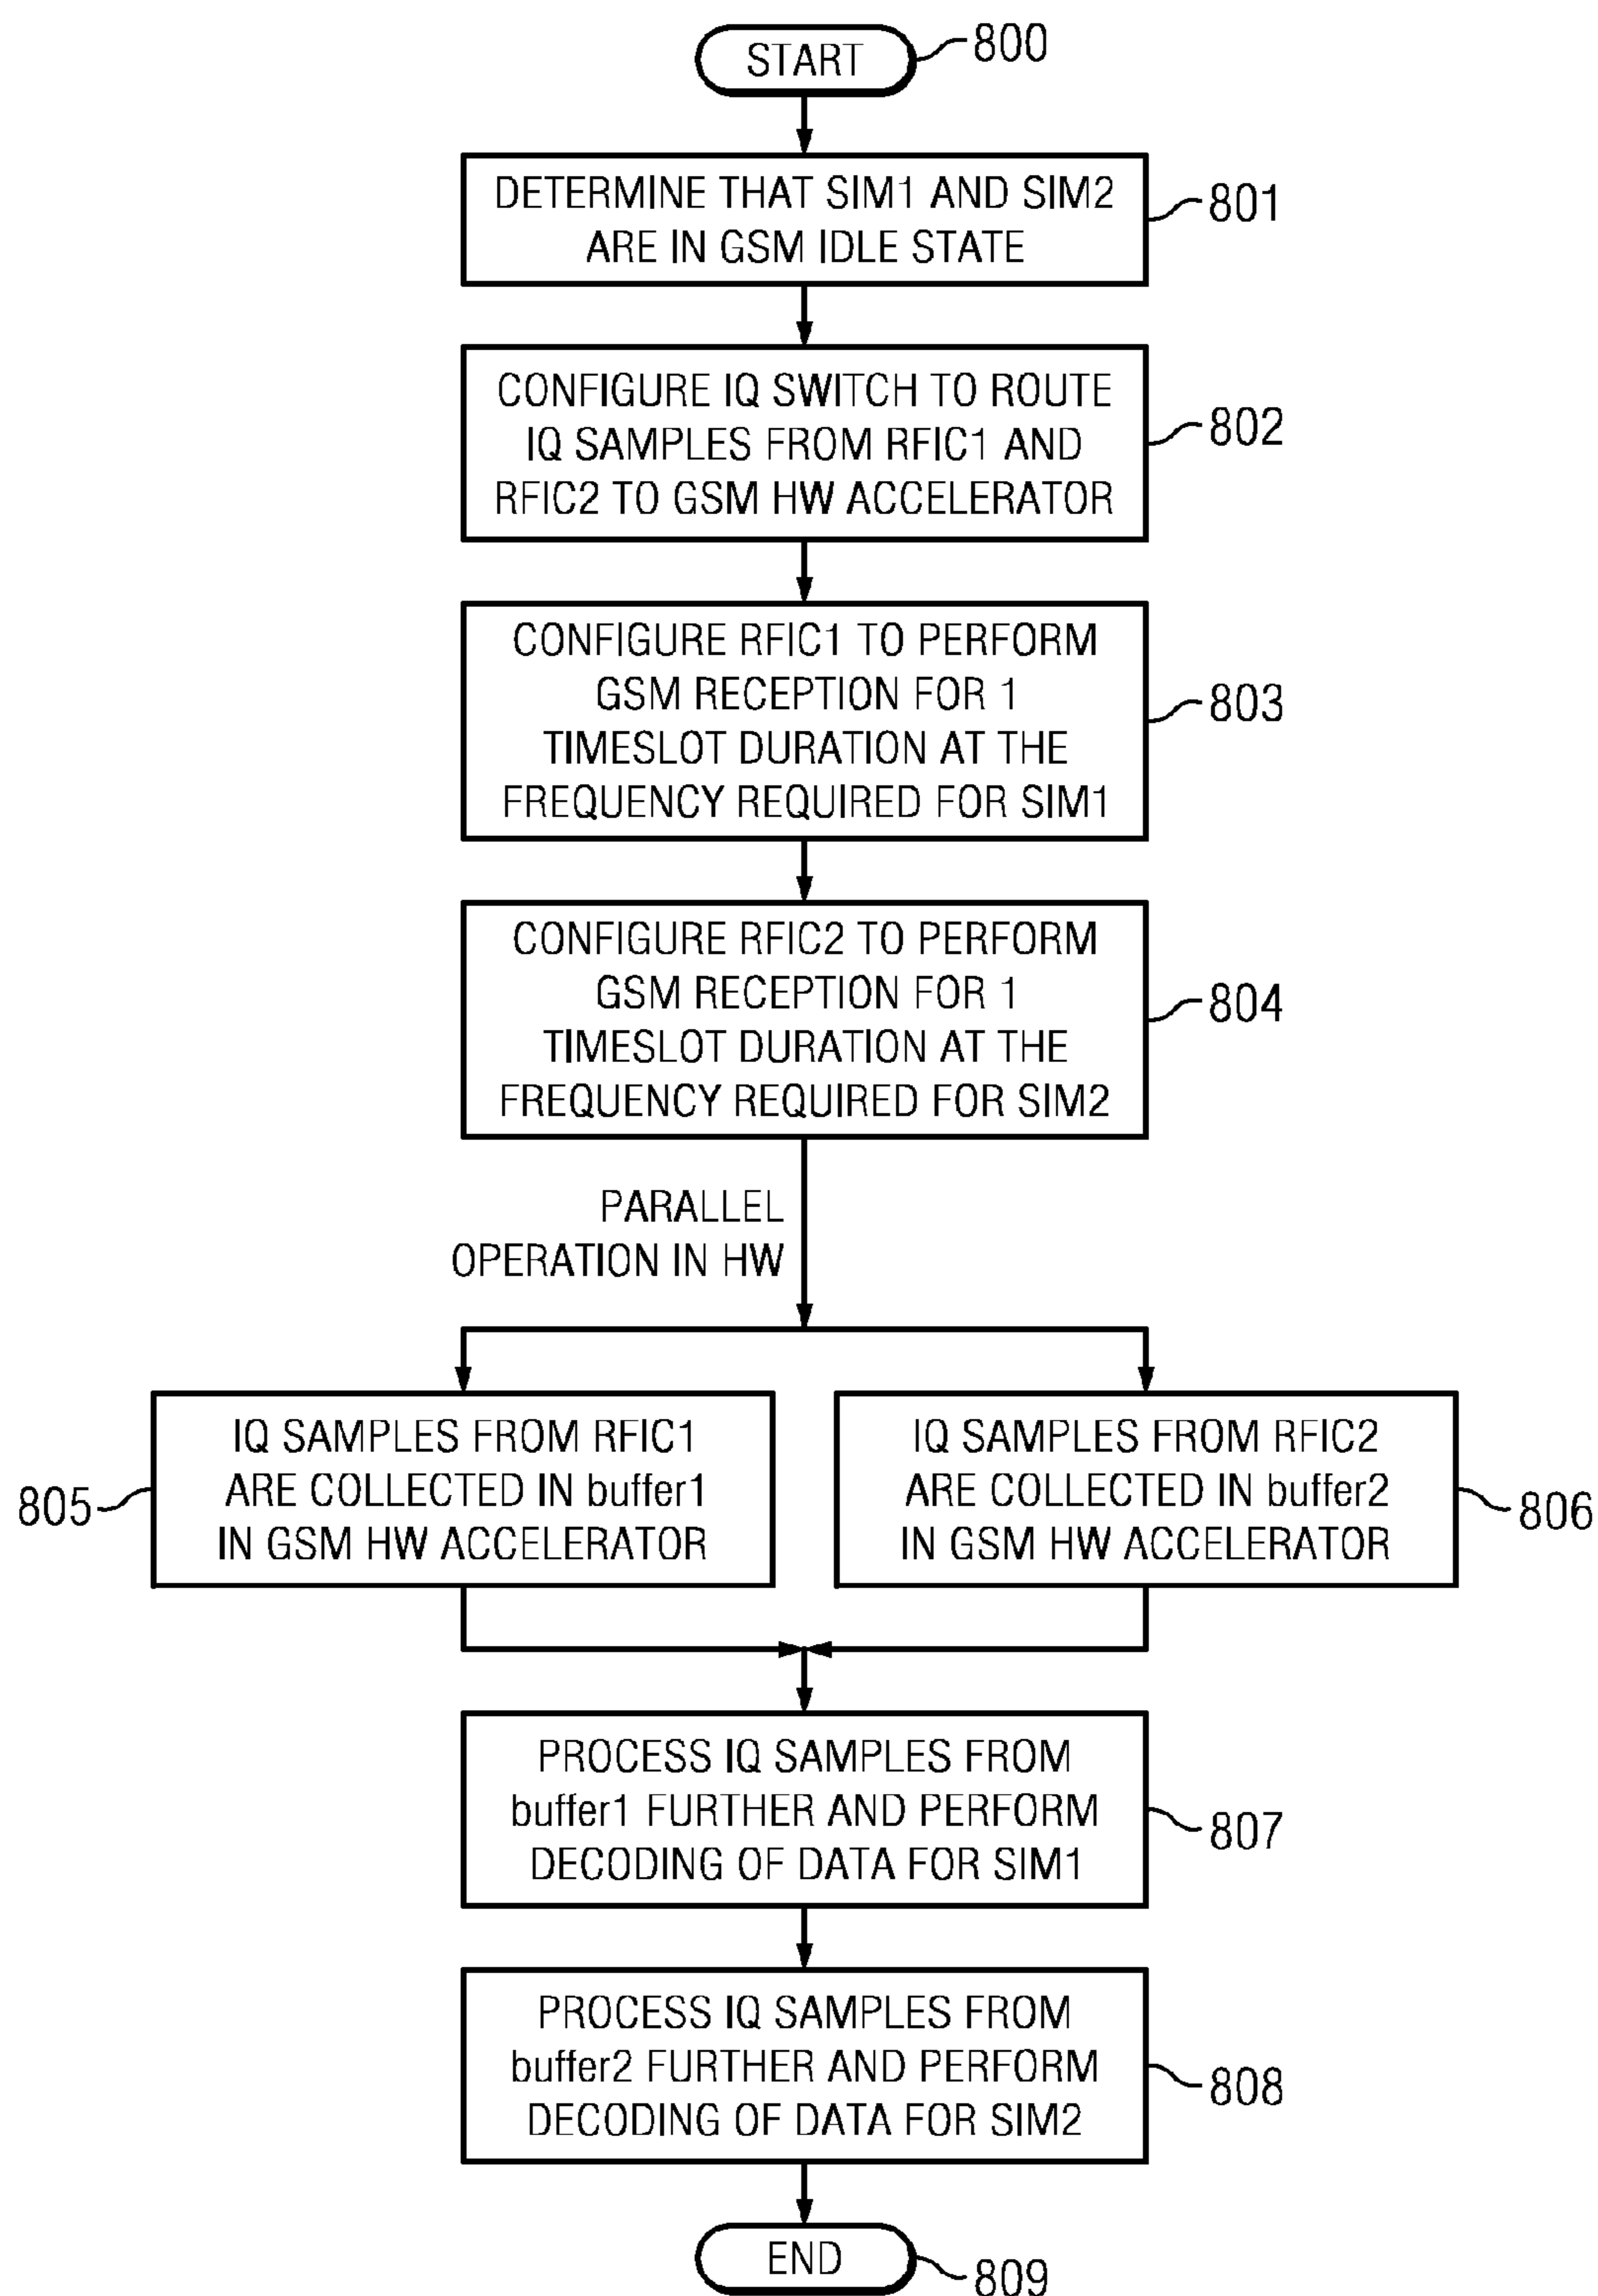 START
800
DETERMINE THAT SIM1 AND SIM2
ARE IN GSM IDLE STATE
801
CONFIGURE IQ SWITCH TO ROUTE
IQ SAMPLES FROM RFIC1 AND
RFIC2 TO GSM HW ACCELERATOR
802
CONFIGURE RFIC1 TO PERFORM
GSM RECEPTION FOR 1
TIMESLOT DURATION AT THE
FREQUENCY REQUIRED FOR SIM1
803
CONFIGURE RFIC2 TO PERFORM
GSM RECEPTION FOR 1
TIMESLOT DURATION AT THE
FREQUENCY REQUIRED FOR SIM2
804
PARALLEL
OPERATION IN HW
805
IQ SAMPLES FROM RFIC1
ARE COLLECTED IN buffer1
IN GSM HW ACCELERATOR
IQ SAMPLES FROM RFIC2
ARE COLLECTED IN buffer2
IN GSM HW ACCELERATOR
806
PROCESS IQ SAMPLES FROM
buffer1 FURTHER AND PERFORM
DECODING OF DATA FOR SIM1
807
PROCESS IQ SAMPLES FROM
buffer2 FURTHER AND PERFORM
DECODING OF DATA FOR SIM2
808
END
809